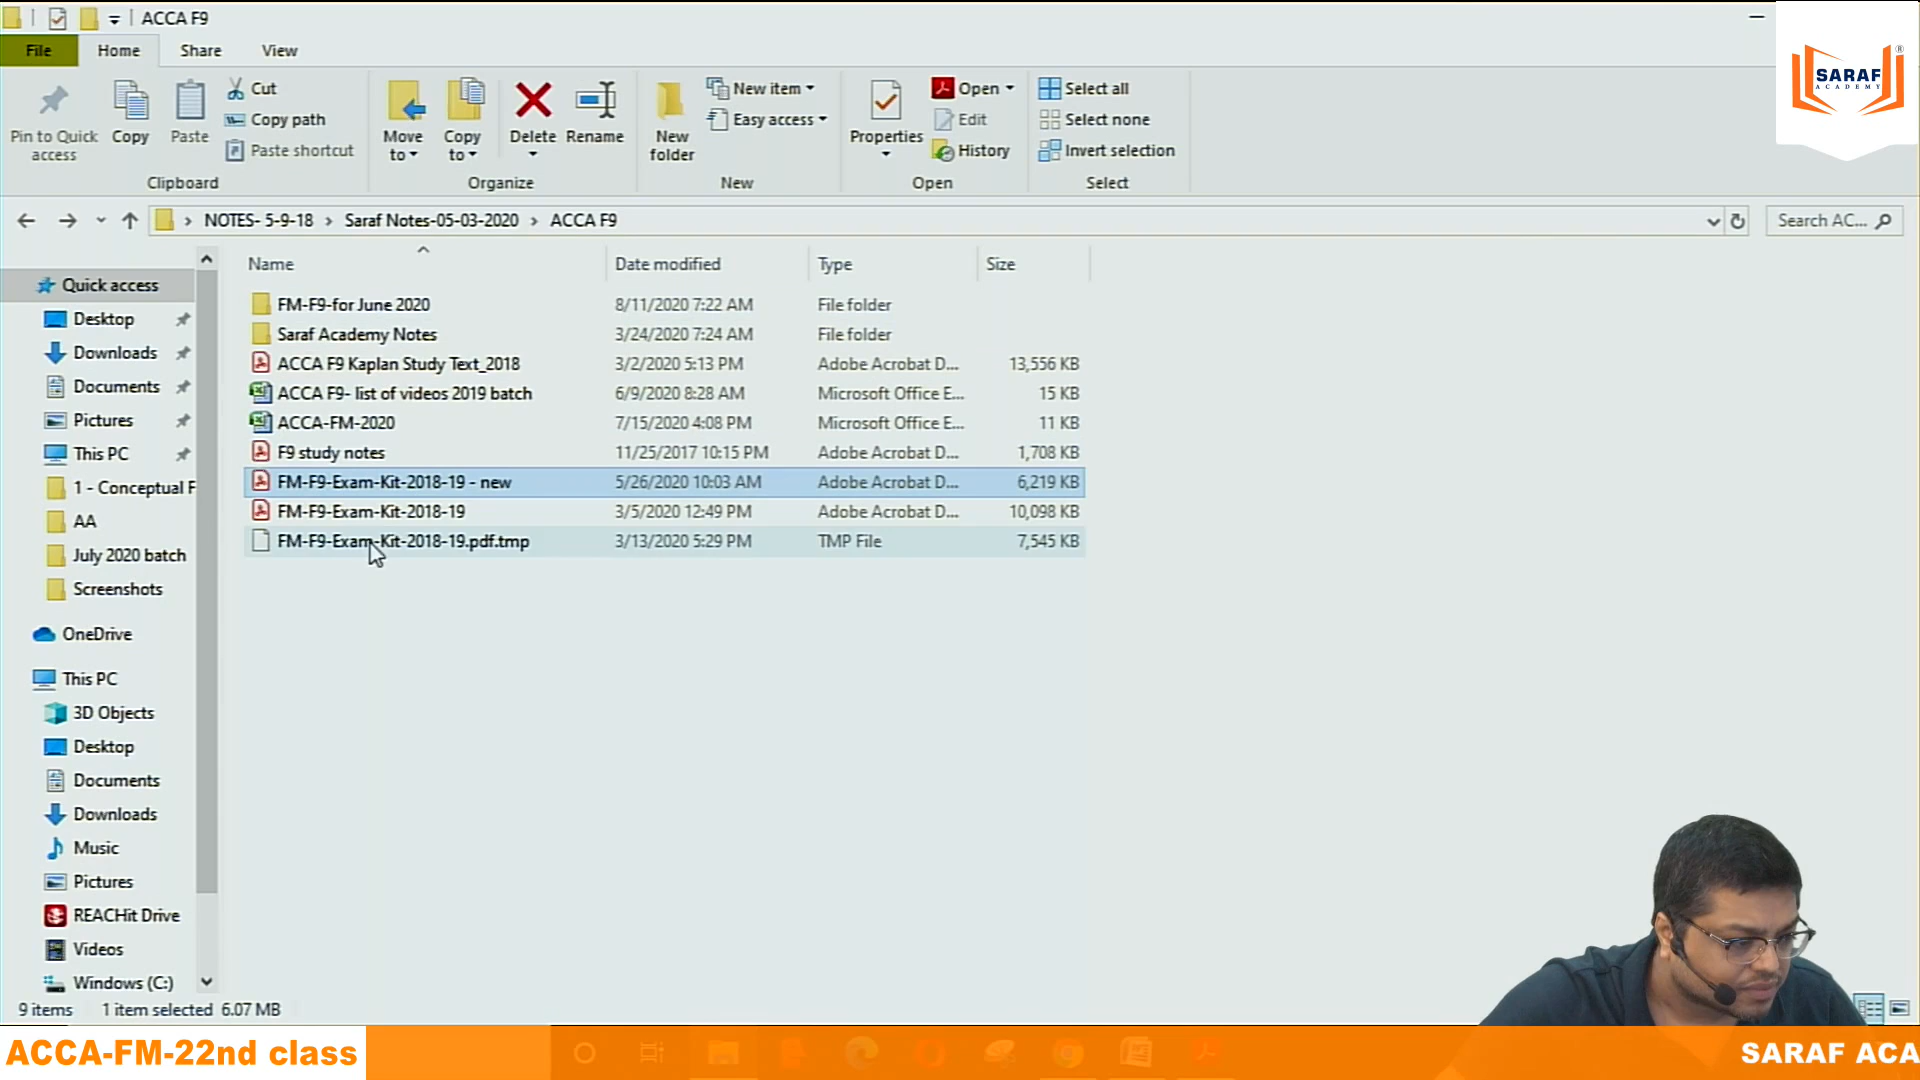 ACCA F9
File Home Share View
SARAF ®
ACADEMY
Pin to Quick access
Copy
Paste
Cut
Copy path
Paste shortcut
Clipboard
Move to
Copy to
Delete
Rename
Organize
New folder
New item
Easy access
New
Properties
Open
Edit
History
Open
Select all
Select none
Invert selection
Select
› NOTES- 5-9-18 › Saraf Notes-05-03-2020 › ACCA F9
Search AC...
Quick access
Desktop
Downloads
Documents
Pictures
This PC
1 - Conceptual F
AA
July 2020 batch
Screenshots
OneDrive
This PC
3D Objects
Desktop
Documents
Downloads
Music
Pictures
REACHit Drive
Videos
Windows (C:)
Name Date modified Type Size
FM-F9-for June 2020 8/11/2020 7:22 AM File folder
Saraf Academy Notes 3/24/2020 7:24 AM File folder
ACCA F9 Kaplan Study Text_2018 3/2/2020 5:13 PM Adobe Acrobat D... 13,556 KB
ACCA F9- list of videos 2019 batch 6/9/2020 8:28 AM Microsoft Office E... 15 KB
ACCA-FM-2020 7/15/2020 4:08 PM Microsoft Office E... 11 KB
F9 study notes 11/25/2017 10:15 PM Adobe Acrobat D... 1,708 KB
FM-F9-Exam-Kit-2018-19 - new 5/26/2020 10:03 AM Adobe Acrobat D... 6,219 KB
FM-F9-Exam-Kit-2018-19 3/5/2020 12:49 PM Adobe Acrobat D... 10,098 KB
FM-F9-Exam-Kit-2018-19.pdf.tmp 3/13/2020 5:29 PM TMP File 7,545 KB
9 items 1 item selected 6.07 MB
ACCA-FM-22nd class
SARAF ACA